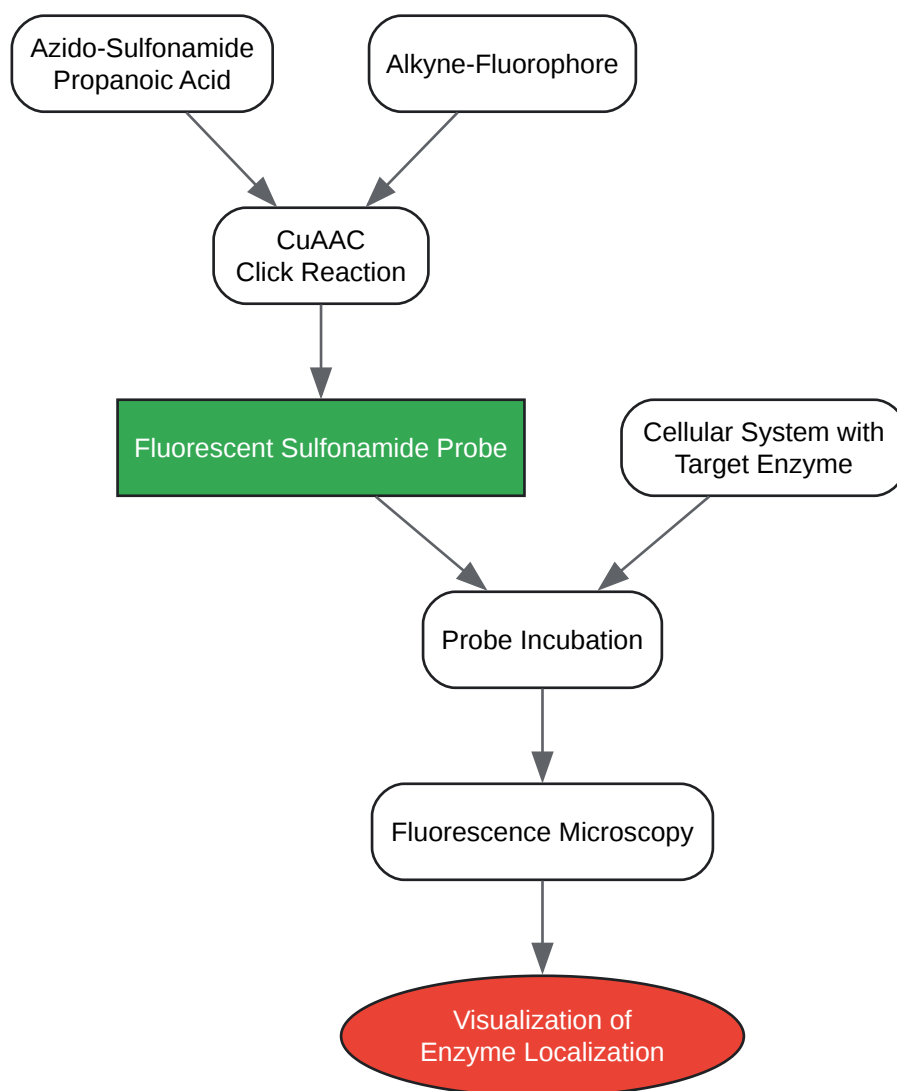 Azido-Sulfonamide
Propanoic Acid
Alkyne-Fluorophore
CuAAC
Click Reaction
Fluorescent Sulfonamide Probe
Cellular System with
Target Enzyme
Probe Incubation
Fluorescence Microscopy
Visualization of
Enzyme Localization